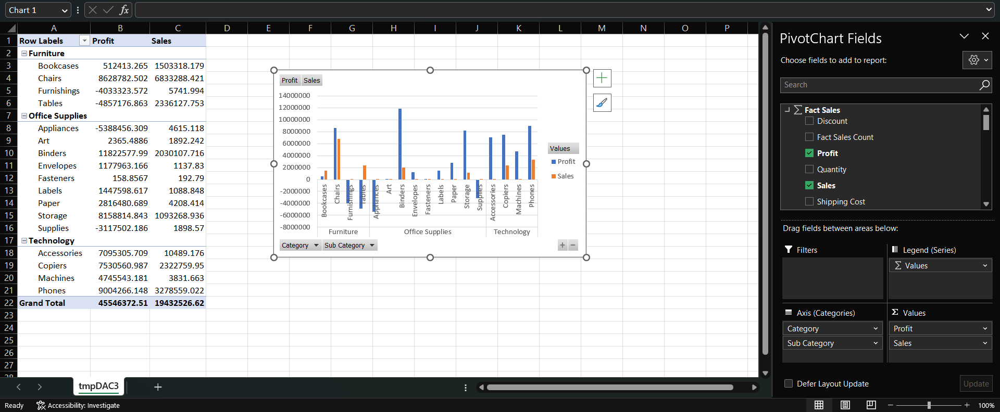 Chart 1
fx
A B C D E F G H I J K L M N O P
1 Row Labels Profit Sales
2 Furniture
3 Bookcases 512413.265 1503318.179
4 Chairs 8628782.502 6833288.421
5 Furnishings -4033323.572 5741.994
6 Tables -4857176.863 2336127.753
7 Office Supplies
8 Appliances -5388456.309 4615.118
9 Art 2365.4886 1892.242
10 Binders 11822577.99 2030107.716
11 Envelopes 1177963.166 1137.83
12 Fasteners 158.8567 192.79
13 Labels 1447598.617 1088.848
14 Paper 2816480.689 4208.414
15 Storage 8158814.843 1093268.936
16 Supplies -3117502.186 1898.57
17 Technology
18 Accessories 7095305.709 10489.176
19 Copiers 7530560.987 2322759.95
20 Machines 4745543.181 3831.663
21 Phones 9004266.148 3278559.022
22 Grand Total 45546372.51 19432526.62
23
24
25
26
27
28
Profit Sales
14000000
12000000
10000000
8000000
6000000
4000000
2000000
0
-2000000
-4000000
-6000000
-8000000
Bookcases
Chairs
Furnishings
Tables
Appliances
Art
Binders
Envelopes
Fasteners
Labels
Paper
Storage
Supplies
Accessories
Copiers
Machines
Phones
Furniture Office Supplies Technology
Category Sub Category
+ −
Values
Profit
Sales
PivotChart Fields
Choose fields to add to report:
Search
Σ Fact Sales
Discount
Fact Sales Count
Profit
Quantity
Sales
Shipping Cost
Drag fields between areas below:
Filters
Legend (Series)
Σ Values
Axis (Categories)
Category
Sub Category
Σ Values
Profit
Sales
Defer Layout Update
Update
tmpDAC3
Ready
Accessibility: Investigate
100%